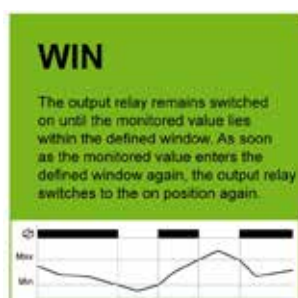 WIN
The output relay remains switched
on until the monitored value lies
within the defined window. As soon
as the monitored value enters the
defined window again, the output relay
switches to the on position again.
Max
Min